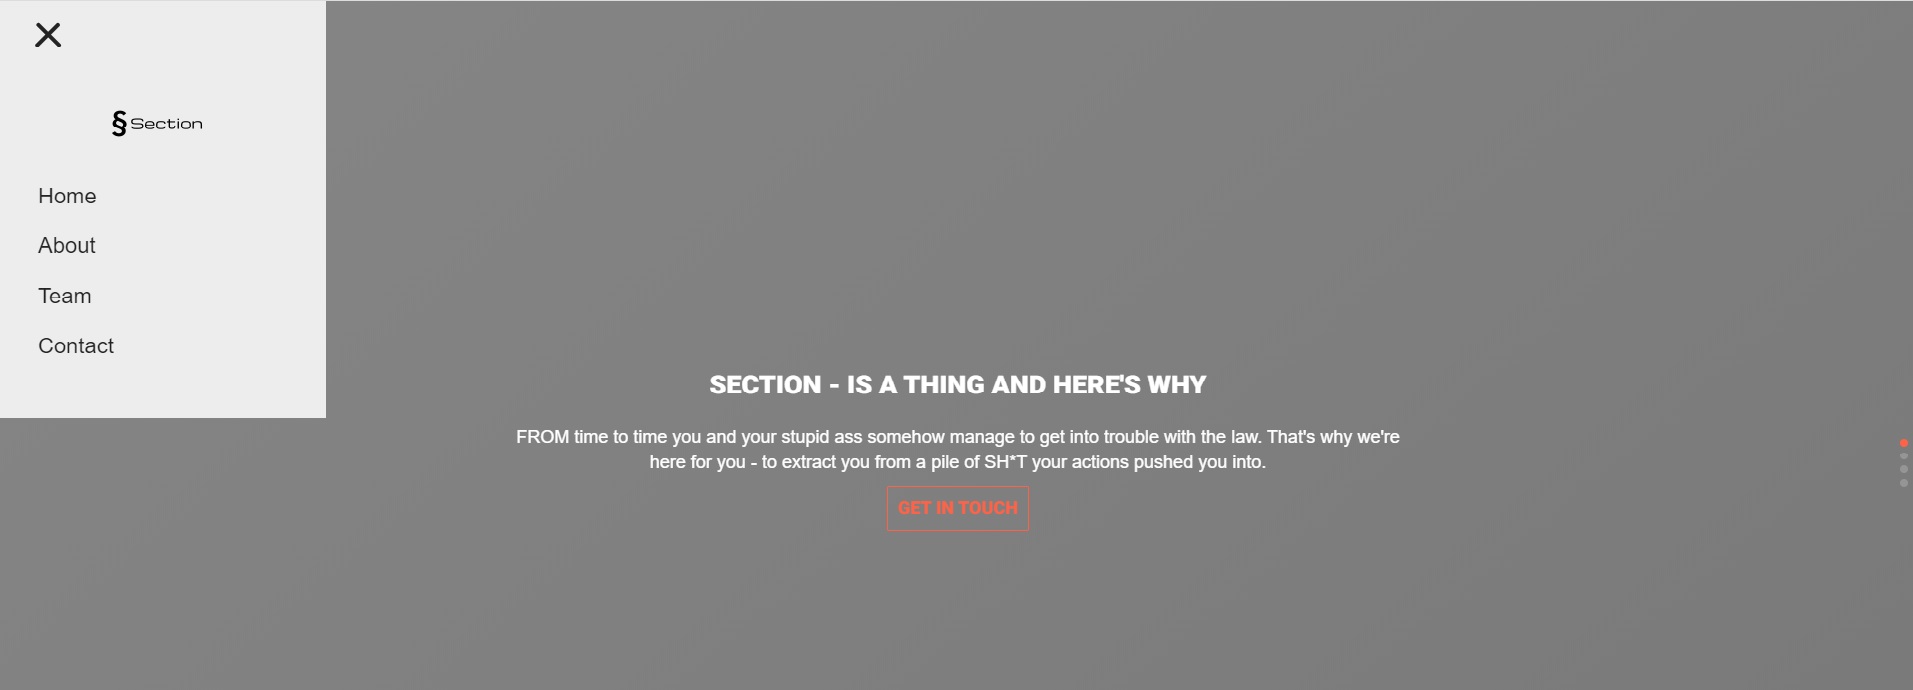 § Section
Home
About
Team
Contact
SECTION - IS A THING AND HERE'S WHY
FROM time to time you and your stupid ass somehow manage to get into trouble with the law. That's why we're
here for you - to extract you from a pile of SH*T your actions pushed you into.
GET IN TOUCH